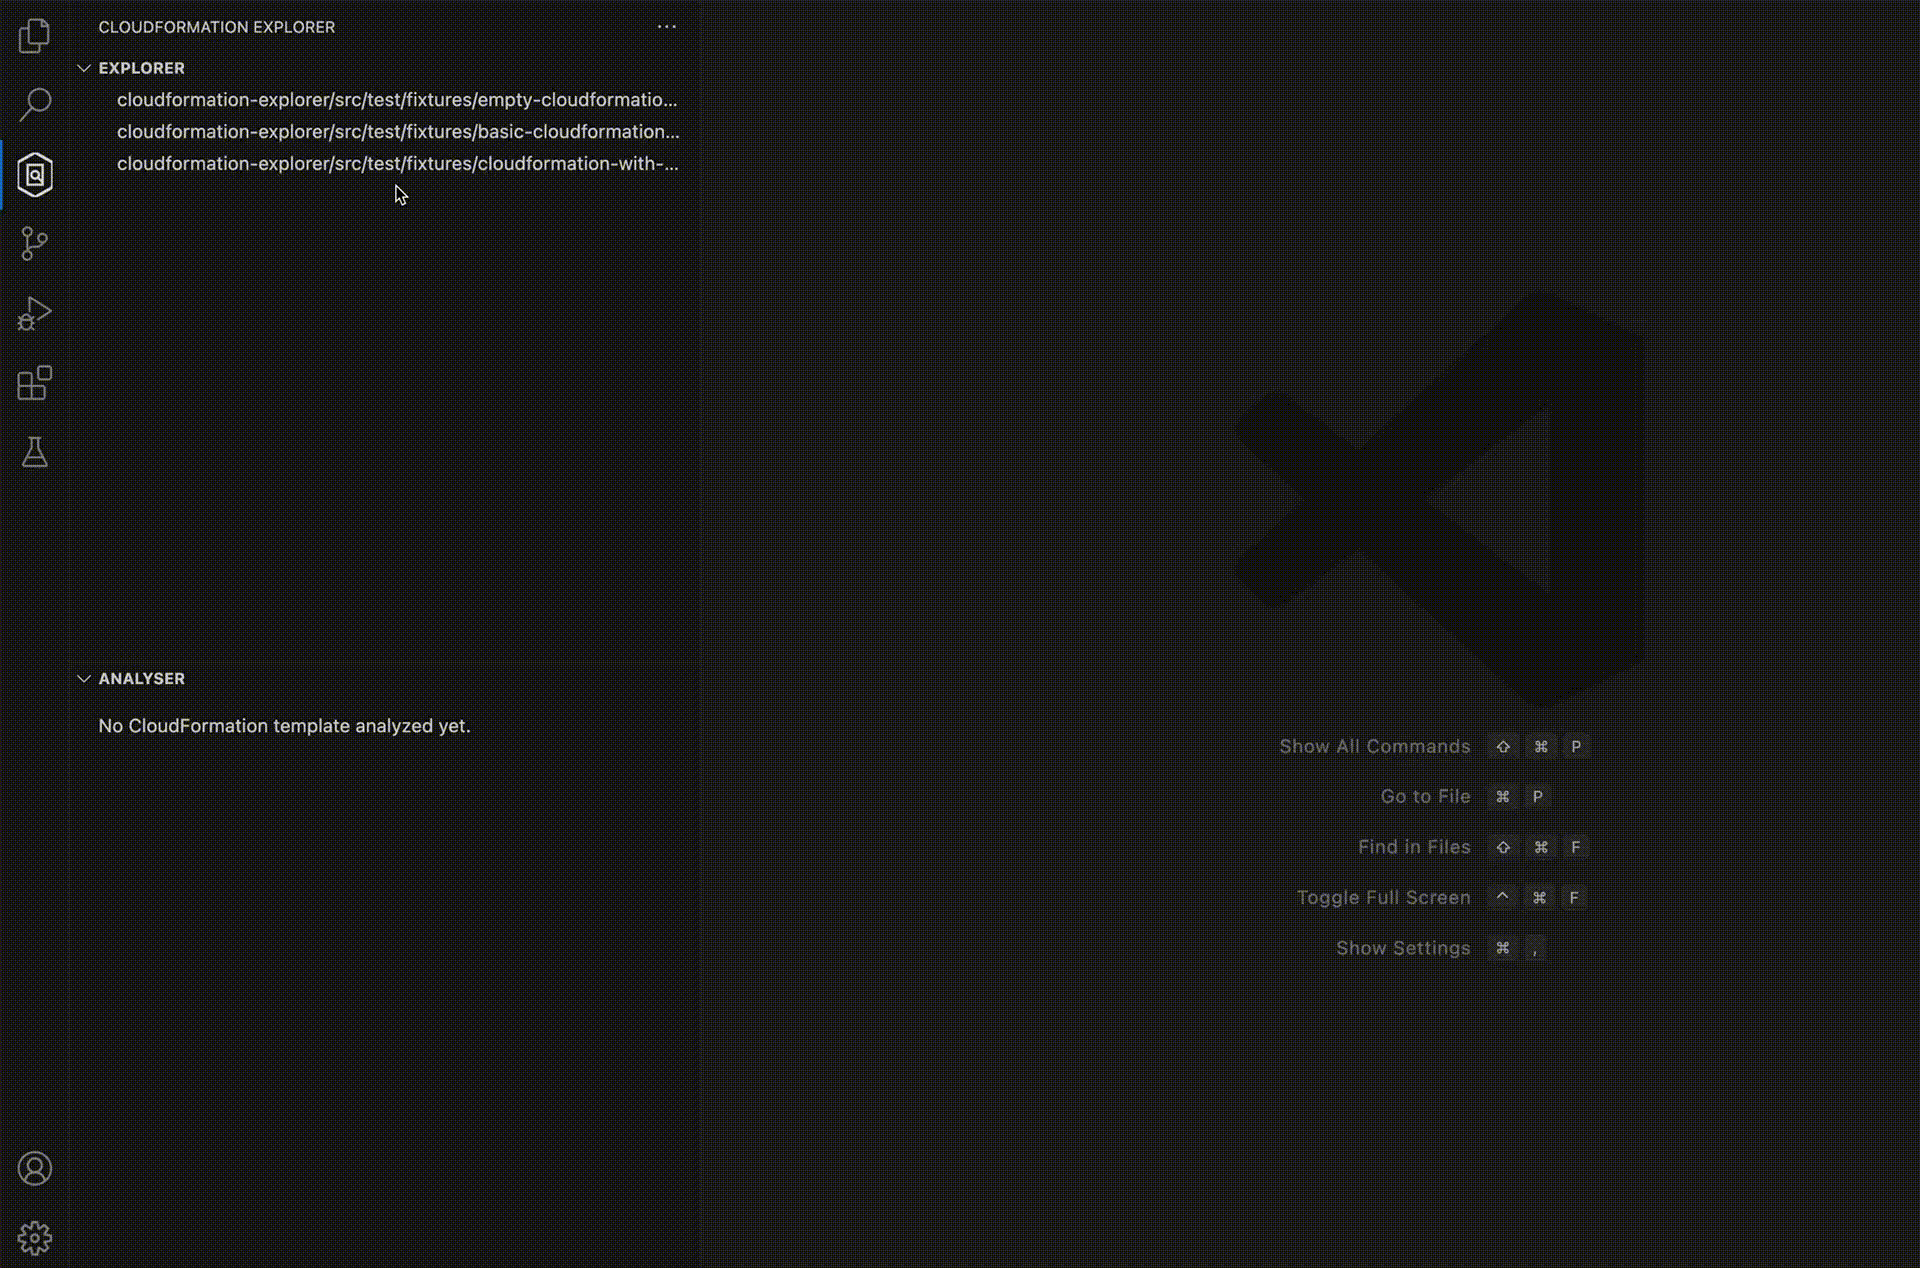 CLOUDFORMATION EXPLORER
EXPLORER
cloudformation-explorer/src/test/fixtures/empty-cloudformatio...
cloudformation-explorer/src/test/fixtures/basic-cloudformation...
cloudformation-explorer/src/test/fixtures/cloudformation-with-...
ANALYSER
No CloudFormation template analyzed yet.
Show All Commands ⇧ ⌘ P
Go to File ⌘ P
Find in Files ⇧ ⌘ F
Toggle Full Screen ^ ⌘ F
Show Settings ⌘ ,